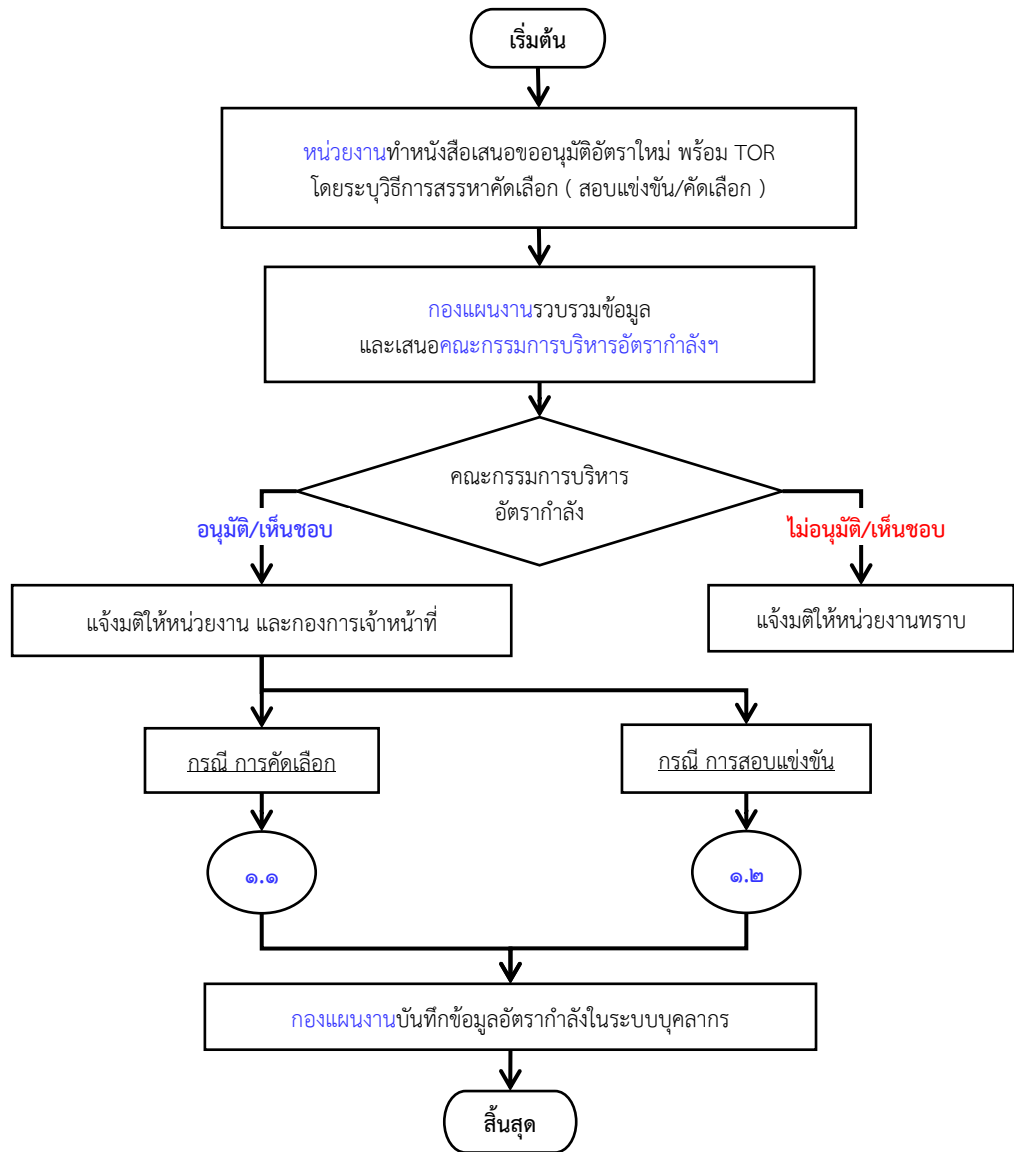 เริ่มต้น
หน่วยงานทำหนังสือเสนอขออนุมัติอัตราใหม่ พร้อม TOR
โดยระบุวิธีการสรรหาคัดเลือก ( สอบแข่งขัน/คัดเลือก )
กองแผนงานรวบรวมข้อมูล
และเสนอคณะกรรมการบริหารอัตรากำลังฯ
คณะกรรมการบริหาร
อัตรากำลัง
อนุมัติ/เห็นชอบ
ไม่อนุมัติ/เห็นชอบ
แจ้งมติให้หน่วยงาน และกองการเจ้าหน้าที่
แจ้งมติให้หน่วยงานทราบ
กรณี การคัดเลือก
กรณี การสอบแข่งขัน
๑.๑
๑.๒
กองแผนงานบันทึกข้อมูลอัตรากำลังในระบบบุคลากร
สิ้นสุด